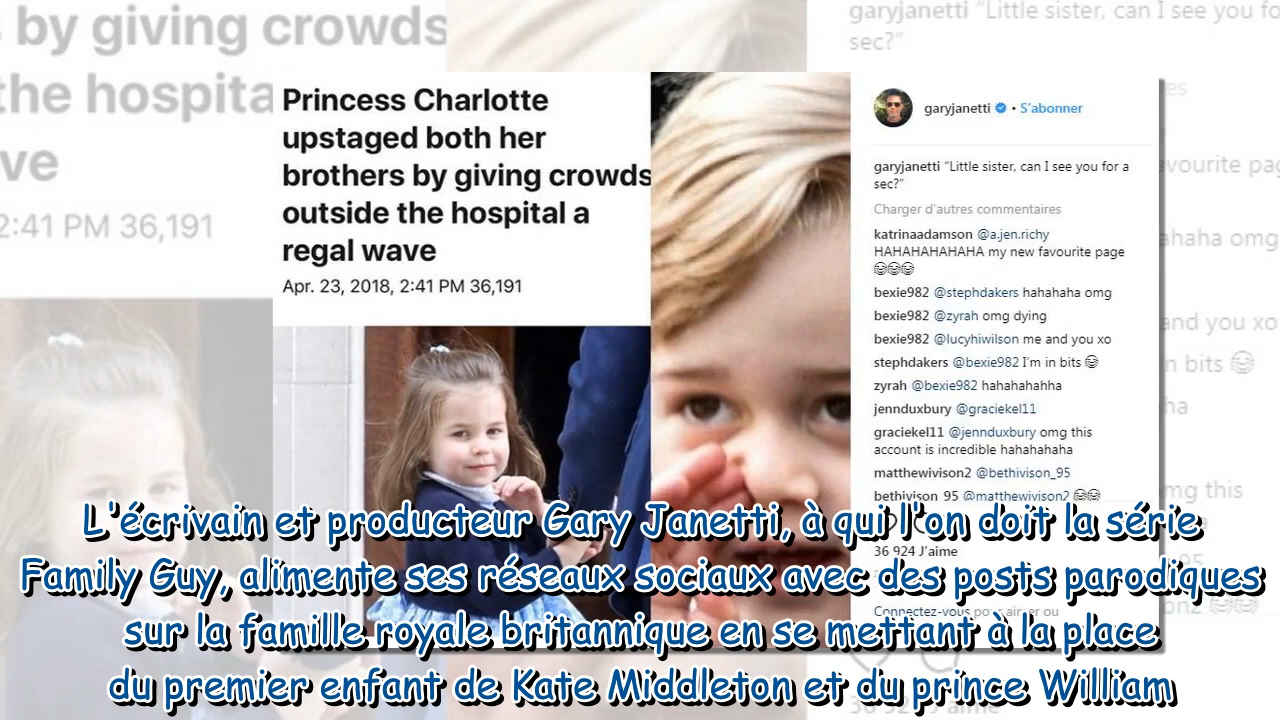 by giving crowds
the hospita
ve
2:41 PM 36,191
garyjanetti “Little sister, can I see you fo
sec?”
Princess Charlotte
upstaged both her
brothers by giving crowds
outside the hospital a
regal wave
Apr. 23, 2018, 2:41 PM 36,191
garyjanetti • S'abonner
garyjanetti “Little sister, can I see you for a
sec?”
Charger d'autres commentaires
katrinaadamson @a.jen.richy
HAHAHAHAHAHA my new favourite page
😂😂😂
bexie982 @stephdakers hahahaha omg
bexie982 @zyrah omg dying
bexie982 @lucyhiwilson me and you xo
stephdakers @bexie982 I'm in bits 😂
zyrah @bexie982 hahahahahha
jennduxbury @graciekel11
graciekel11 @jennduxbury omg this
account is incredible hahahahaha
matthewivison2 @bethivison_95
bethivison_95 @matthewivison2 😂😂
36 924 J'aime
Connectez-vous pour aimer ou
L'écrivain et producteur Gary Janetti, à qui l'on doit la série
Family Guy, alimente ses réseaux sociaux avec des posts parodiques
sur la famille royale britannique en se mettant à la place
du premier enfant de Kate Middleton et du prince William